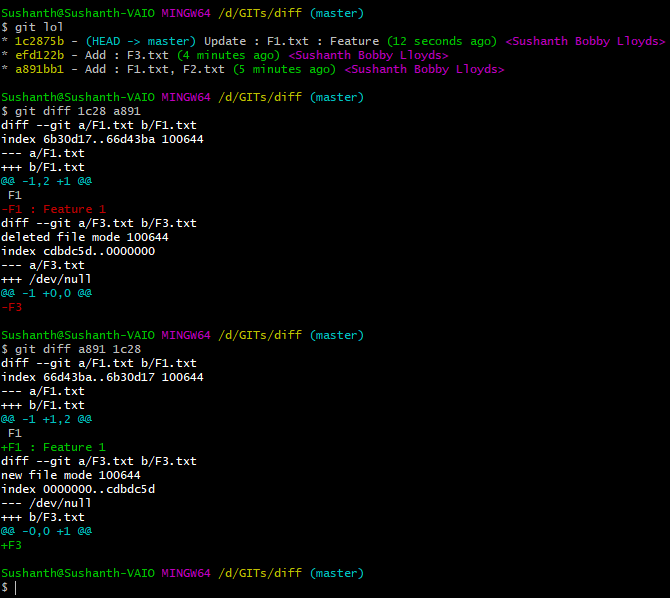 Sushanth@Sushanth-VAIO MINGW64 /d/GITs/diff (master)
$ git lol
* 1c2875b - (HEAD -> master) Update : F1.txt : Feature (12 seconds ago) <Sushanth Bobby Lloyds>
* efd122b - Add : F3.txt (4 minutes ago) <Sushanth Bobby Lloyds>
* a891bb1 - Add : F1.txt, F2.txt (5 minutes ago) <Sushanth Bobby Lloyds>
Sushanth@Sushanth-VAIO MINGW64 /d/GITs/diff (master)
$ git diff 1c28 a891
diff --git a/F1.txt b/F1.txt
index 6b30d17..66d43ba 100644
--- a/F1.txt
+++ b/F1.txt
@@ -1,2 +1 @@
 F1
-F1 : Feature 1
diff --git a/F3.txt b/F3.txt
deleted file mode 100644
index cdbdc5d..0000000
--- a/F3.txt
+++ /dev/null
@@ -1 +0,0 @@
-F3
Sushanth@Sushanth-VAIO MINGW64 /d/GITs/diff (master)
$ git diff a891 1c28
diff --git a/F1.txt b/F1.txt
index 66d43ba..6b30d17 100644
--- a/F1.txt
+++ b/F1.txt
@@ -1 +1,2 @@
 F1
+F1 : Feature 1
diff --git a/F3.txt b/F3.txt
new file mode 100644
index 0000000..cdbdc5d
--- /dev/null
+++ b/F3.txt
@@ -0,0 +1 @@
+F3
Sushanth@Sushanth-VAIO MINGW64 /d/GITs/diff (master)
$